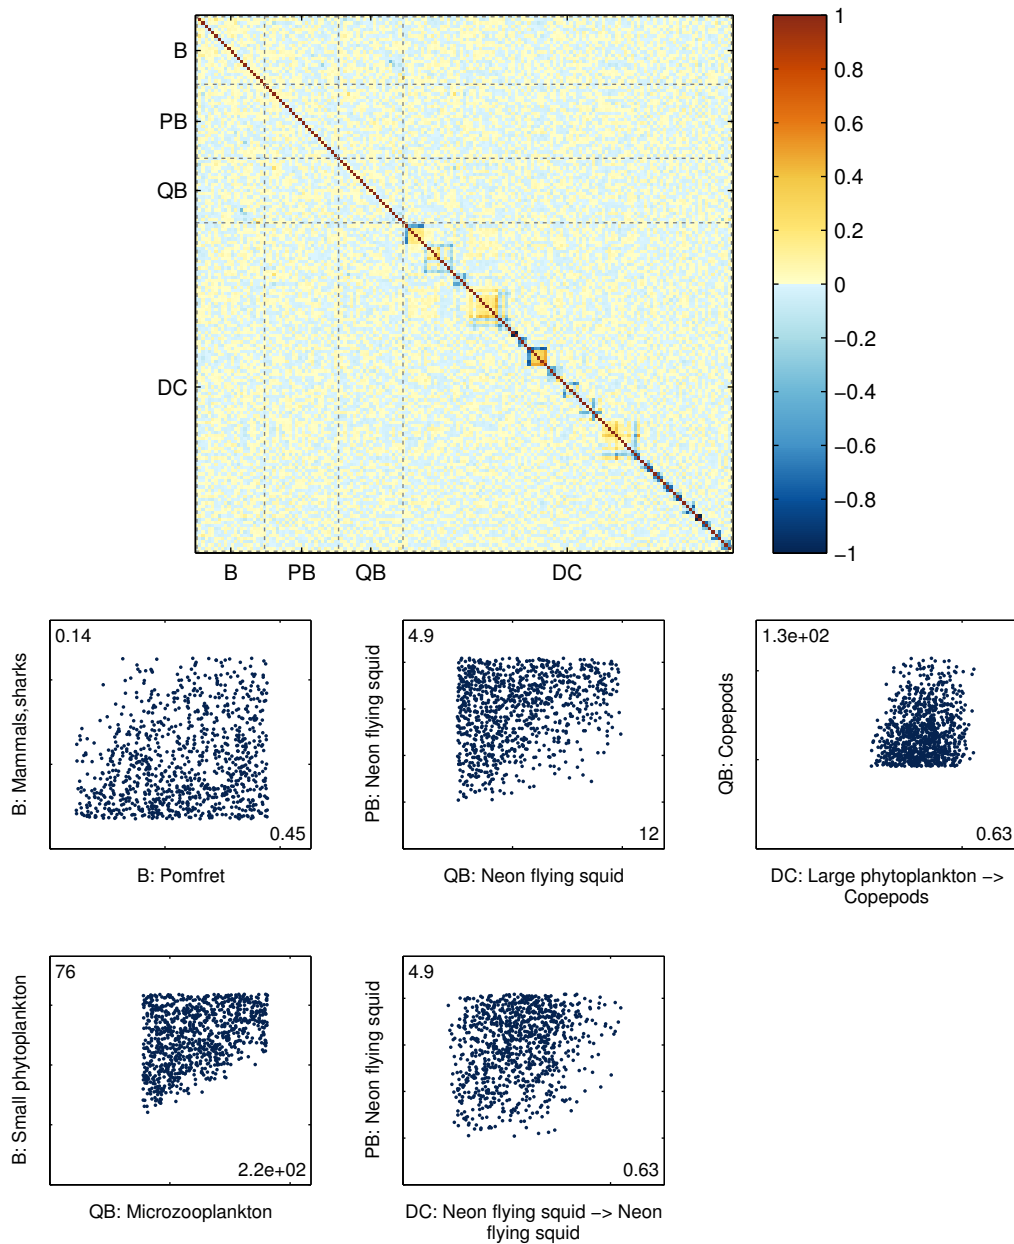 B
PB
QB
DC
B
PB
QB
DC
1
0.8
0.6
0.4
0.2
0
−0.2
−0.4
−0.6
−0.8
−1
0.14
0.45
B: Mammals,sharks
B: Pomfret
4.9
12
PB: Neon flying squid
QB: Neon flying squid
1.3e+02
0.63
QB: Copepods
DC: Large phytoplankton −>
Copepods
76
2.2e+02
B: Small phytoplankton
QB: Microzooplankton
4.9
0.63
PB: Neon flying squid
DC: Neon flying squid −> Neon
flying squid